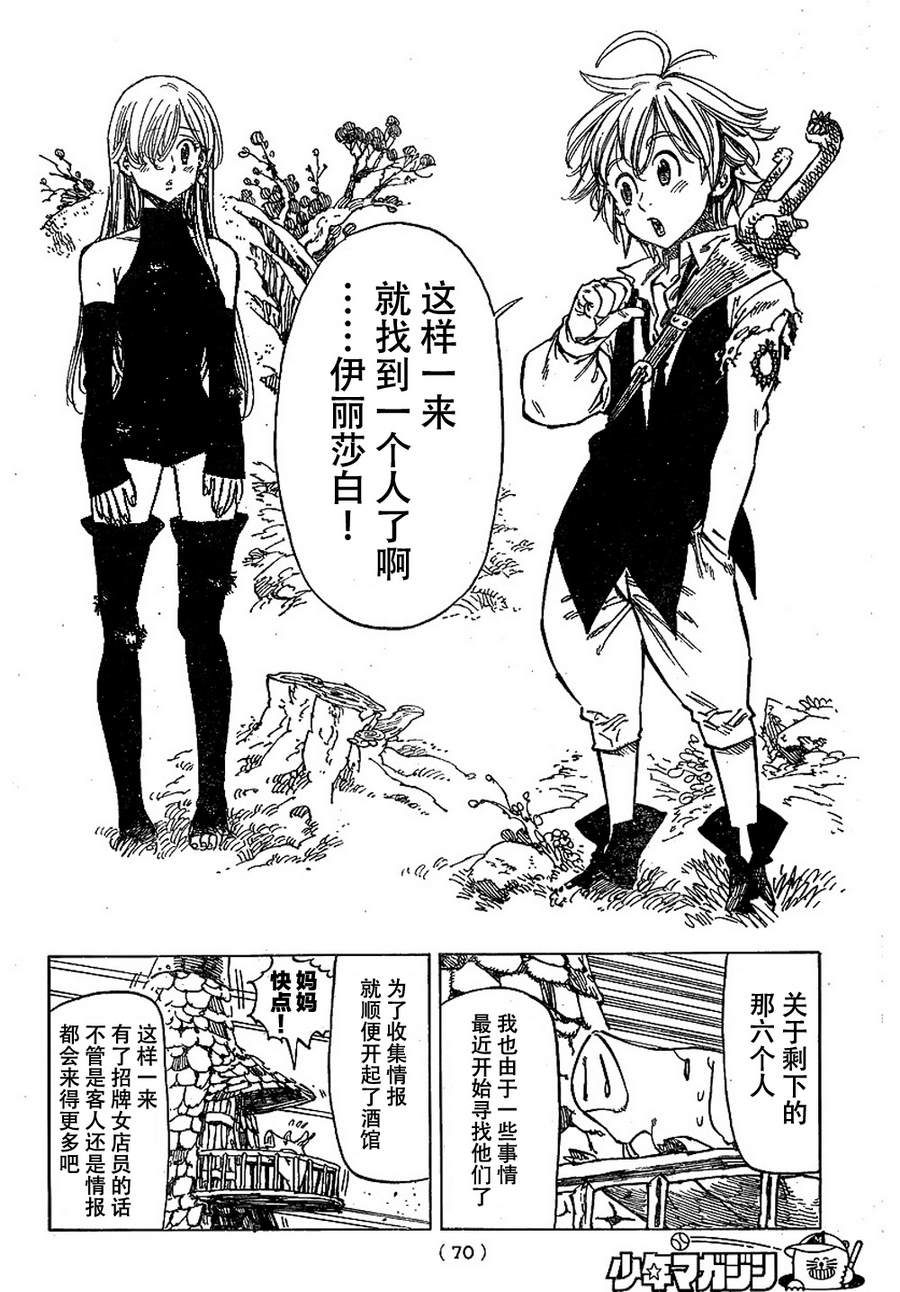 这样一来
就找到一个人了啊
……伊丽莎白！
关于剩下的
那六个人
我也由于一些事情
最近开始寻找他们了
为了收集情报
就顺便开起了酒馆
妈妈
快点！
这样一来
有了招牌女店员的话
不管是客人还是情报
都会来得更多吧
（70）
少年マガジン